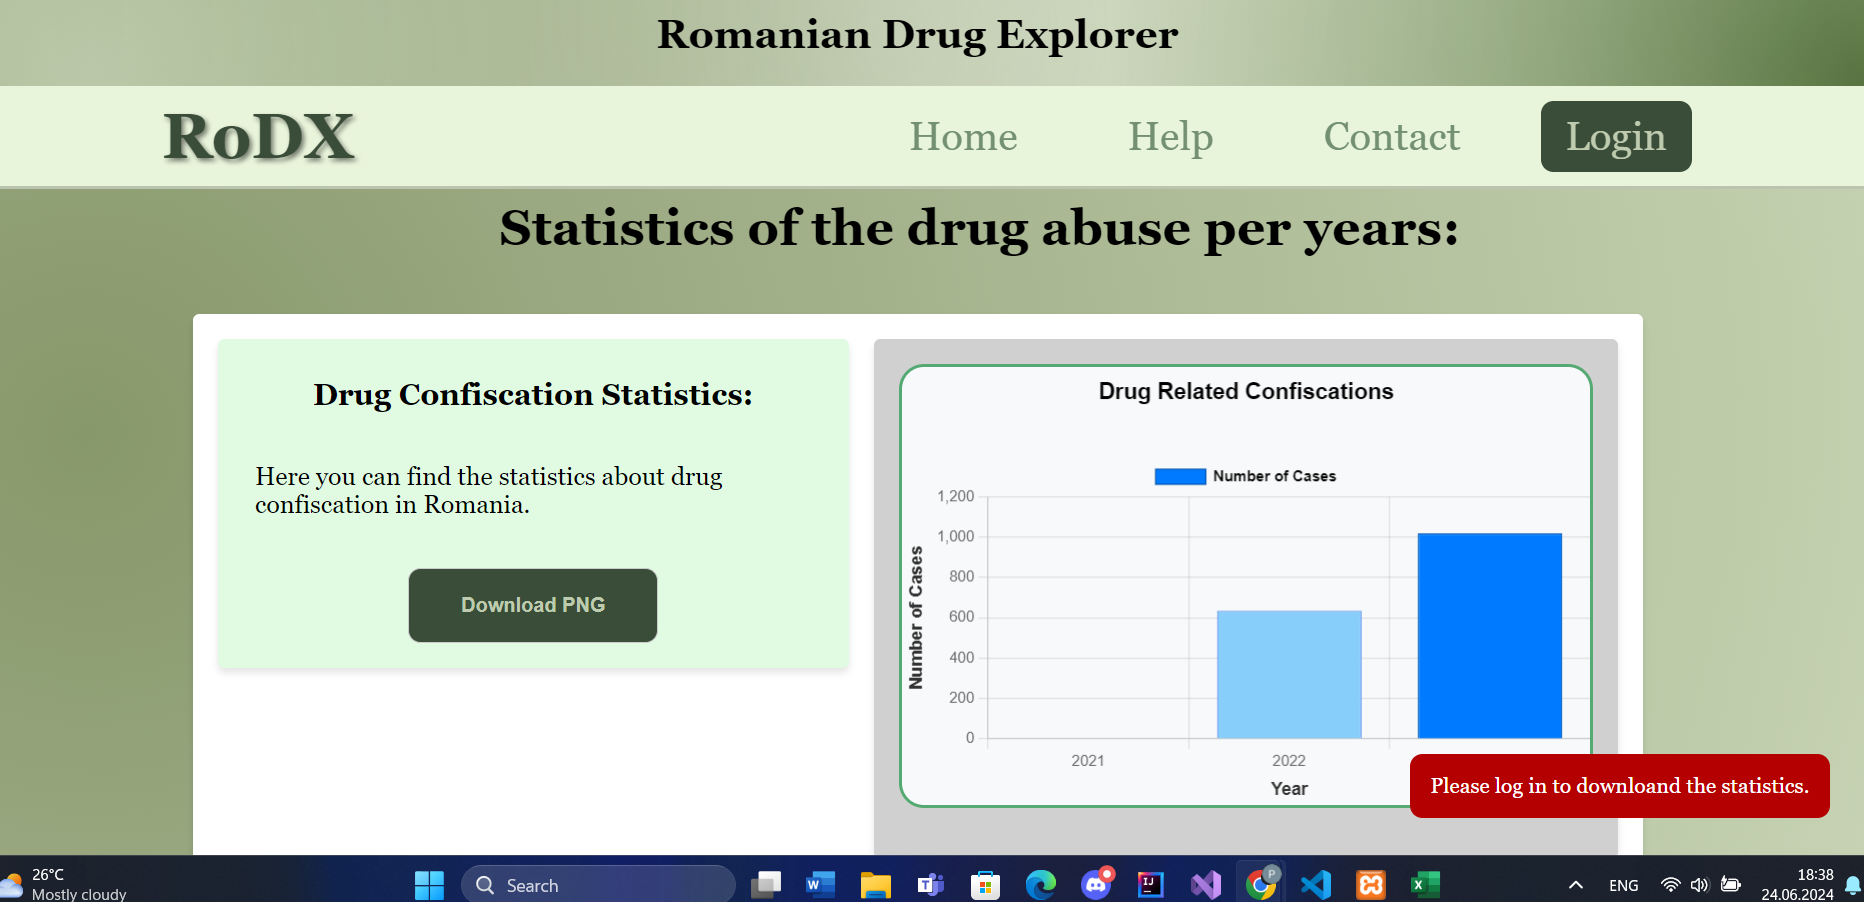 Romanian Drug Explorer
RoDX
Home
Help
Contact
Login
Statistics of the drug abuse per years:
Drug Confiscation Statistics:
Here you can find the statistics about drug
confiscation in Romania.
Download PNG
Drug Related Confiscations
Number of Cases
1,200
1,000
800
600
400
200
0
Number of Cases
2021
2022
Year
Please log in to downloand the statistics.
26°C
Mostly cloudy
Search
ENG
18:38
24.06.2024